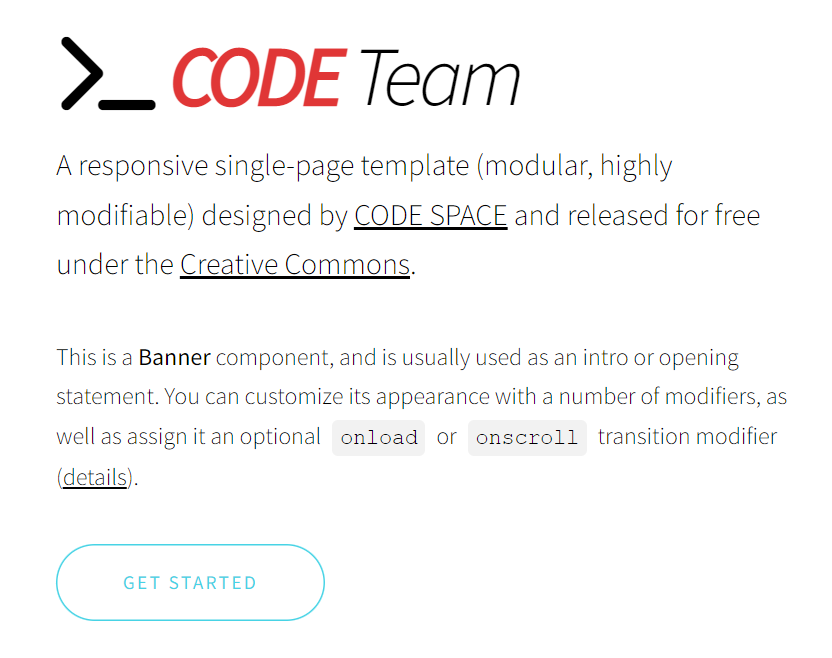 >_ CODE Team
A responsive single-page template (modular, highly
modifiable) designed by CODE SPACE and released for free
under the Creative Commons.
This is a Banner component, and is usually used as an intro or opening
statement. You can customize its appearance with a number of modifiers, as
well as assign it an optional onload or onscroll transition modifier
(details).
GET STARTED